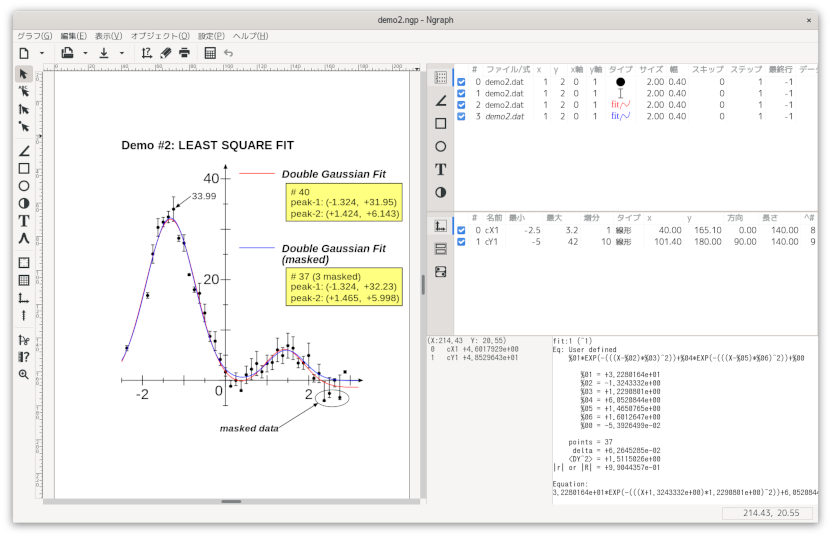 demo2.ngp - Ngraph
グラフ(G) 編集(E) 表示(V) オブジェクト(O) 設定(P) ヘルプ(H)
Demo #2: LEAST SQUARE FIT
40
33.99
20
-2
0
2
Double Gaussian Fit
# 40
peak-1: (-1.324, +31.95)
peak-2: (+1.424, +6.143)
Double Gaussian Fit
(masked)
# 37 (3 masked)
peak-1: (-1.324, +32.23)
peak-2: (+1.465, +5.998)
masked data
# ファイル/式 x y x軸 y軸 タイプ サイズ 幅 スキップ ステップ 最終行 データ
0 demo2.dat 1 2 0 1 2.00 0.40 0 1 -1
1 demo2.dat 1 2 0 1 2.00 0.40 0 1 -1
2 demo2.dat 1 2 0 1 fit 2.00 0.40 0 1 -1
3 demo2.dat 1 2 0 1 fit 2.00 0.40 0 1 -1
# 名前 最小 最大 増分 タイプ x y 方向 長さ ^#
0 cX1 -2.5 3.2 1 線形 40.00 165.10 0.00 140.00 8
1 cY1 -5 42 10 線形 101.40 180.00 90.00 140.00 9
(X:214.43 Y: 20.55)
0 cX1 +4.6017929e+00
1 cY1 +4.8529643e+01
fit:1 (^1)
Eq: User defined
%01*EXP(-(((X-%02)*%03)^2))+%04*EXP(-(((X-%05)*%06)^2))+%00
%01 = +3.2280164e+01
%02 = -1.3243332e+00
%03 = +1.2290801e+00
%04 = +6.0520844e+00
%05 = +1.4650765e+00
%06 = +1.6012647e+00
%00 = -5.3926499e-02
points = 37
delta = +6.2645285e-02
<DY^2> = +1.5115026e+00
|r| or |R| = +9.9044357e-01
Equation:
3.2280164e+01*EXP(-(((X+1.3243332e+00)*1.2290801e+00)^2))+6.0520844
214.43, 20.55